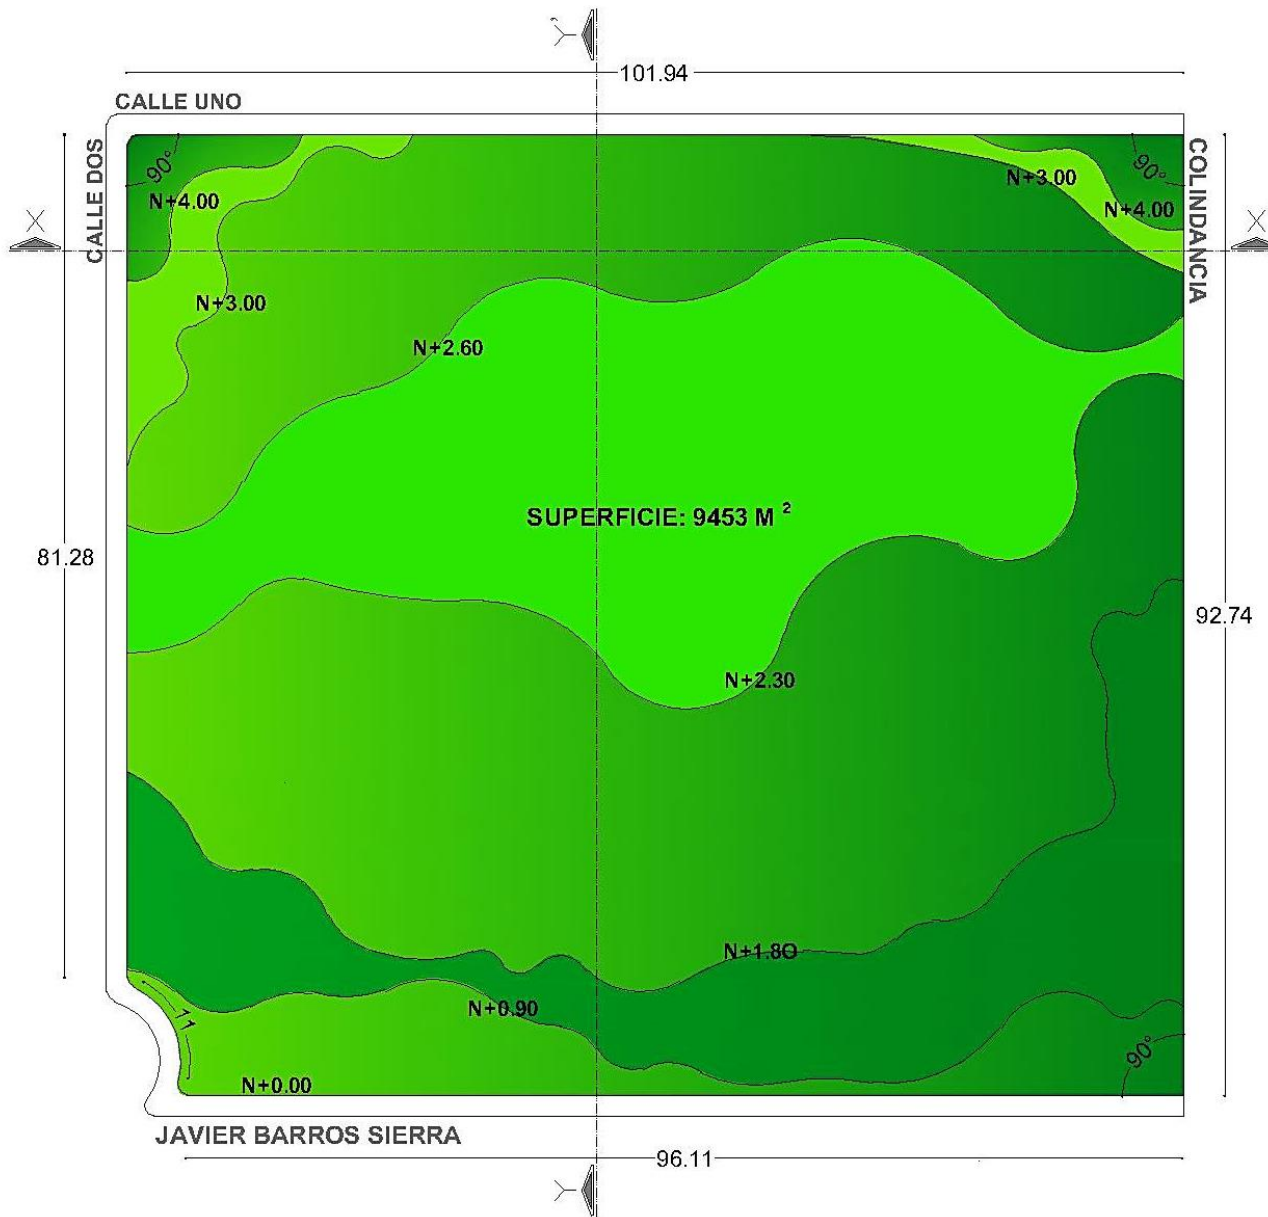 Y'
101.94
CALLE UNO
CALLE DOS
COLINDANCIA
90°
90°
N+4.00
N+3.00
N+4.00
X
X
N+3.00
N+2.60
SUPERFICIE: 9453 M 2
81.28
92.74
N+2.30
N+1.8O
N+0.90
11
90°
N+0.00
JAVIER BARROS SIERRA
96.11
Y